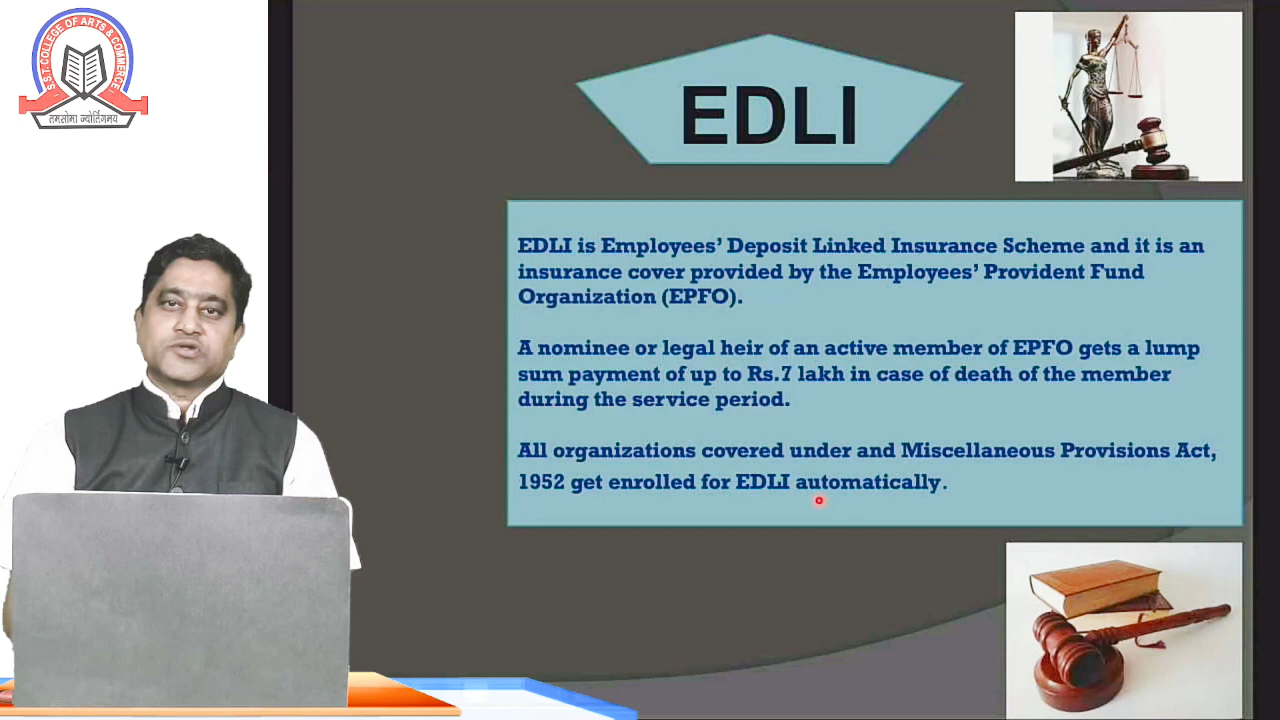 S.S.T. COLLEGE OF ARTS & COMMERCE
तमसोमा ज्योर्तिगमय
EDLI
EDLI is Employees’ Deposit Linked Insurance Scheme and it is an
insurance cover provided by the Employees’ Provident Fund
Organization (EPFO).
A nominee or legal heir of an active member of EPFO gets a lump
sum payment of up to Rs.7 lakh in case of death of the member
during the service period.
All organizations covered under and Miscellaneous Provisions Act,
1952 get enrolled for EDLI automatically.